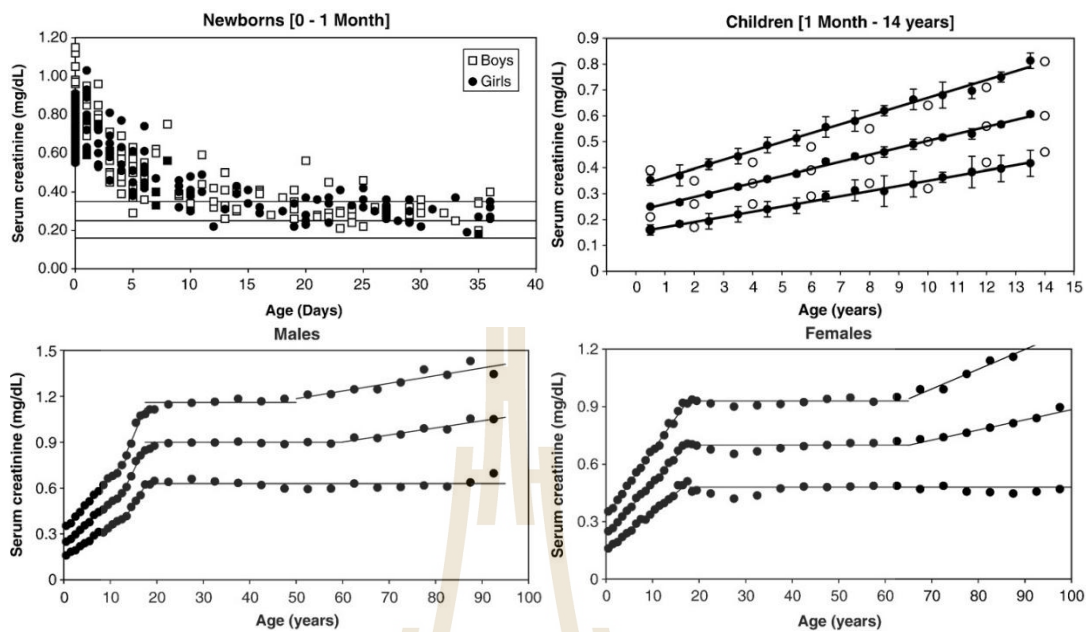 Newborns [0 - 1 Month]
Serum creatinine (mg/dL)
1.20
1.00
0.80
0.60
0.40
0.20
0.00
Boys
Girls
0 5 10 15 20 25 30 35 40
Age (Days)
Children [1 Month - 14 years]
Serum creatinine (mg/dL)
0.9
0.8
0.7
0.6
0.5
0.4
0.3
0.2
0.1
0
0 1 2 3 4 5 6 7 8 9 10 11 12 13 14 15
Age (years)
Males
Serum creatinine (mg/dL)
1.5
1.2
0.9
0.6
0.3
0
0 10 20 30 40 50 60 70 80 90 100
Age (years)
Females
Serum creatinine (mg/dL)
1.2
0.9
0.6
0.3
0
0 10 20 30 40 50 60 70 80 90 100
Age (years)